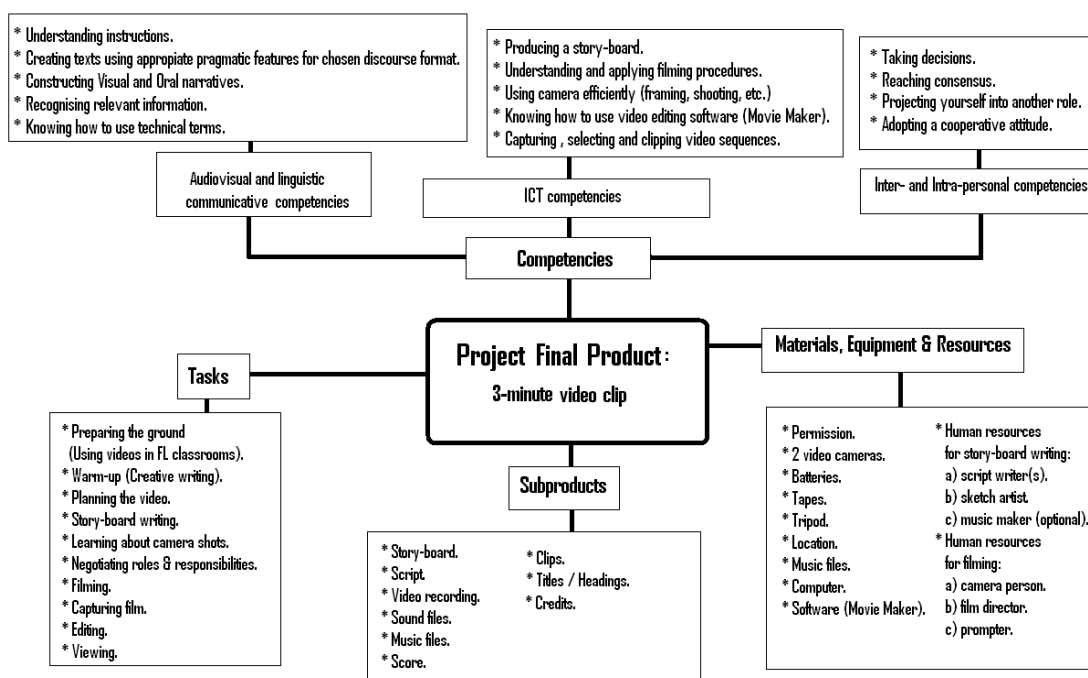 * Understanding instructions.
* Creating texts using appropiate pragmatic features for chosen discourse format.
* Constructing Visual and Oral narratives.
* Recognising relevant information.
* Knowing how to use technical terms.
* Producing a story-board.
* Understanding and applying filming procedures.
* Using camera efficiently (framing, shooting, etc.)
* Knowing how to use video editing software (Movie Maker).
* Capturing , selecting and clipping video sequences.
* Taking decisions.
* Reaching consensus.
* Projecting yourself into another role.
* Adopting a cooperative attitude.
Audiovisual and linguistic
communicative competencies
ICT competencies
Inter- and Intra-personal competencies
Competencies
Project Final Product:
3-minute video clip
Tasks
* Preparing the ground
(Using videos in FL classrooms).
* Warm-up (Creative writing).
* Planning the video.
* Story-board writing.
* Learning about camera shots.
* Negotiating roles & responsibilities.
* Filming.
* Capturing film.
* Editing.
* Viewing.
Subproducts
* Story-board.
* Script.
* Video recording.
* Sound files.
* Music files.
* Score.
* Clips.
* Titles / Headings.
* Credits.
Materials, Equipment & Resources
* Permission.
* 2 video cameras.
* Batteries.
* Tapes.
* Tripod.
* Location.
* Music files.
* Computer.
* Software (Movie Maker).
* Human resources
for story-board writing:
a) script writer(s).
b) sketch artist.
c) music maker (optional).
* Human resources
for filming:
a) camera person.
b) film director.
c) prompter.